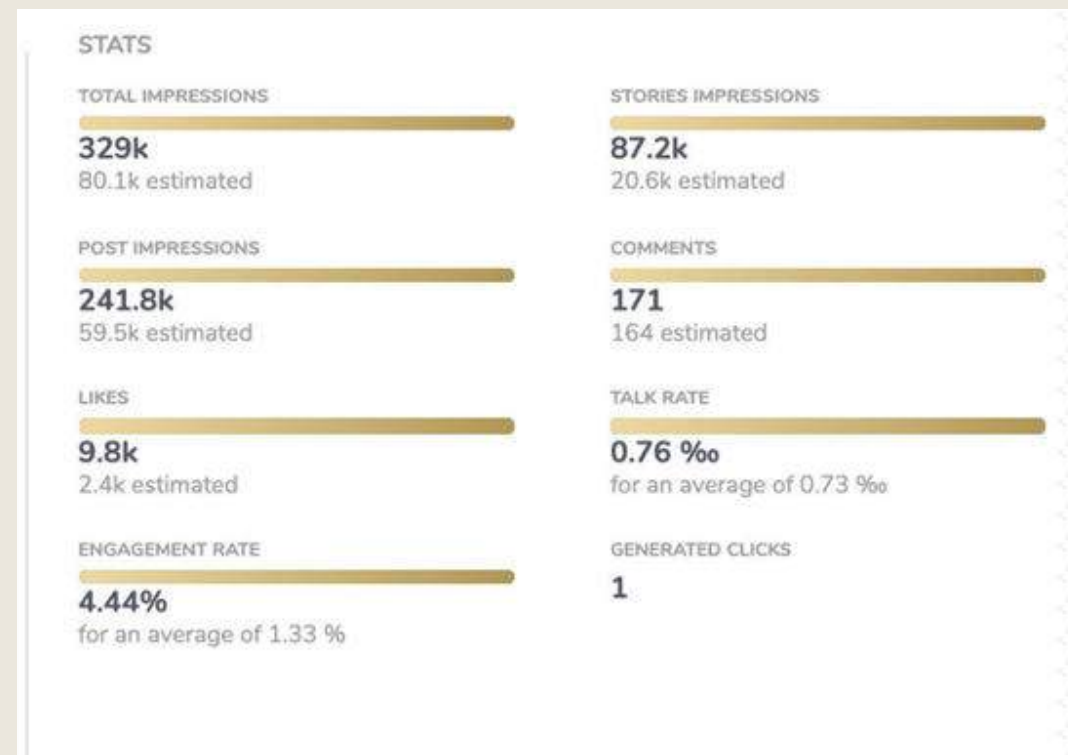 STATS
TOTAL IMPRESSIONS
329k
80.1k estimated
STORIES IMPRESSIONS
87.2k
20.6k estimated
POST IMPRESSIONS
241.8k
59.5k estimated
COMMENTS
171
164 estimated
LIKES
9.8k
2.4k estimated
TALK RATE
0.76 ‰
for an average of 0.73 ‰
ENGAGEMENT RATE
4.44%
for an average of 1.33 %
GENERATED CLICKS
1